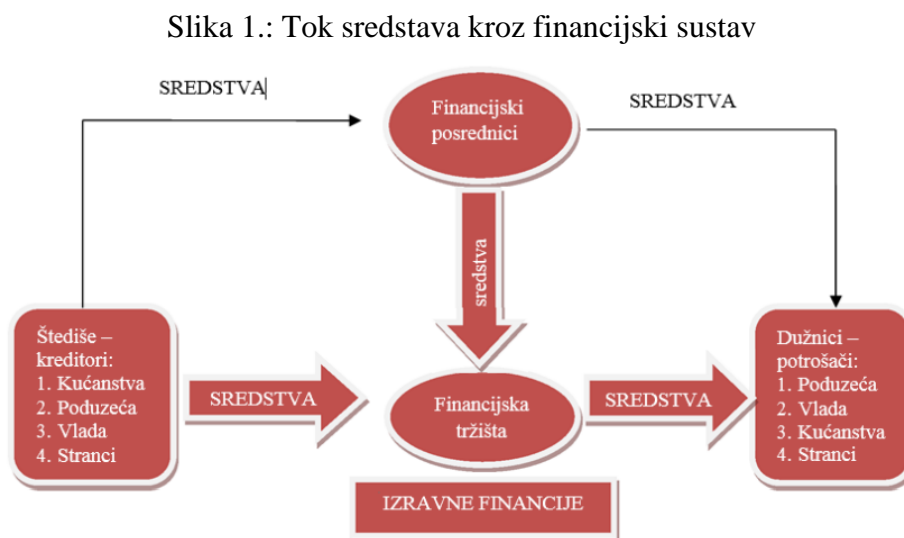 Slika 1.: Tok sredstava kroz financijski sustav
SREDSTVA
Financijski
posrednici
SREDSTVA
sredstva
Štediše –
kreditori:
1. Kućanstva
2. Poduzeća
3. Vlada
4. Stranci
SREDSTVA
Financijska
tržišta
SREDSTVA
Dužnici –
potrošači:
1. Poduzeća
2. Vlada
3. Kućanstva
4. Stranci
IZRAVNE FINANCIJE